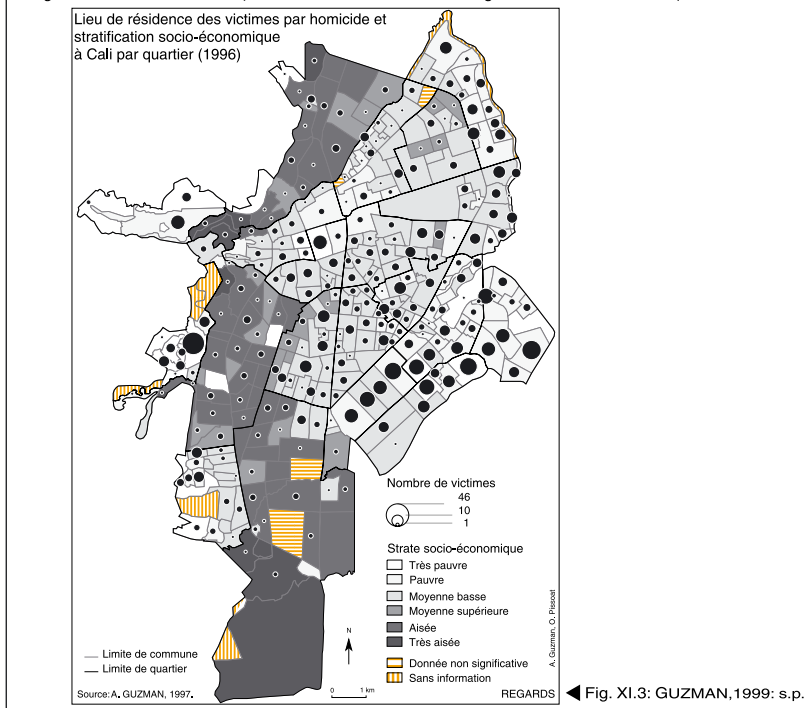 Lieu de résidence des victimes par homicide et
stratification socio-économique
à Cali par quartier (1996)
Nombre de victimes
46
10
1
Strate socio-économique
Très pauvre
Pauvre
Moyenne basse
Moyenne supérieure
Aisée
Très aisée
Donnée non significative
Sans information
A. Guzman, O. Pissoat
Limite de commune
Limite de quartier
N
0 1 km
Source: A. GUZMAN, 1997.
REGARDS
Fig. XI.3: GUZMAN,1999: s.p.